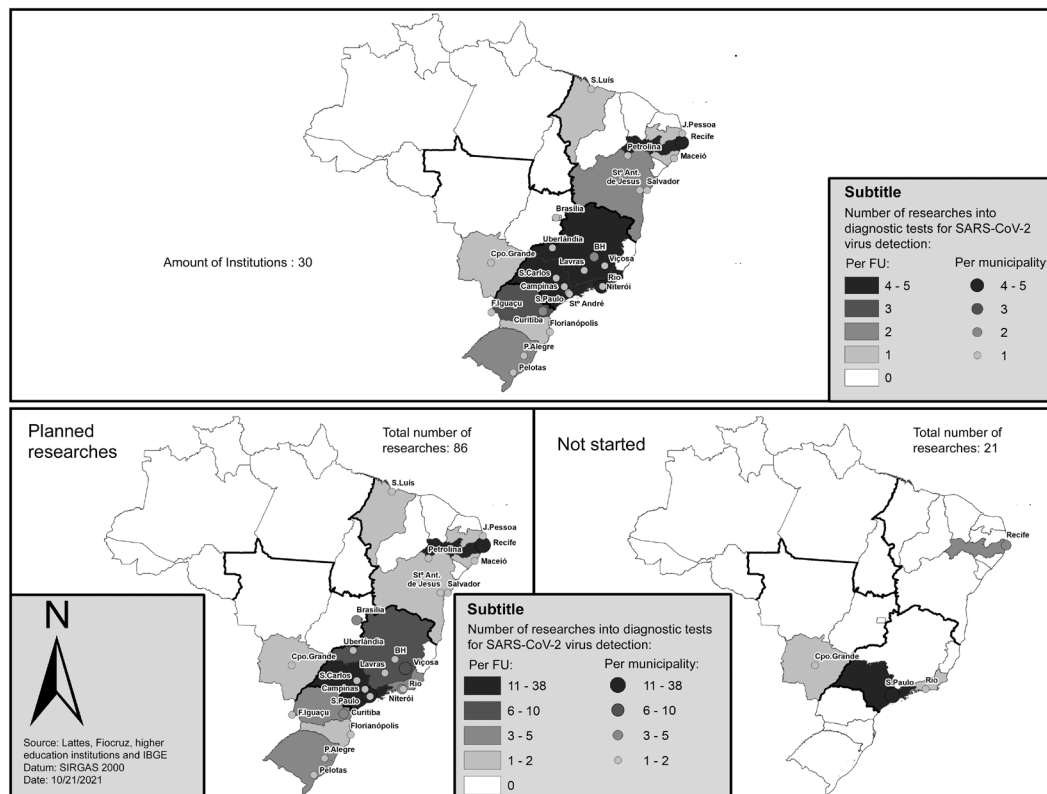 S.Luís
J.Pessoa
Recife
Petrolina
Maceió
Stº Ant.
de Jesus
Salvador
Brasília
Uberlândia
BH
Cpo.Grande
Lavras
Viçosa
S.Carlos
Rio
Campinas
Niterói
S.Paulo
Stº André
F.Iguaçu
Curitiba
Florianópolis
P.Alegre
Pelotas
Amount of Institutions : 30
Subtitle
Number of researches into
diagnostic tests for SARS-CoV-2
virus detection:
Per FU:
Per municipality:
4 - 5
4 - 5
3
3
2
2
1
1
0
Planned
researches
Total number of
researches: 86
S.Luís
J.Pessoa
Recife
Petrolina
Maceió
Stº Ant.
de Jesus
Salvador
Brasília
Uberlândia
BH
Cpo.Grande
Lavras
Viçosa
S.Carlos
Rio
Campinas
Niterói
S.Paulo
F.Iguaçu
Curitiba
Florianópolis
P.Alegre
Pelotas
N
Source: Lattes, Fiocruz, higher
education institutions and IBGE
Datum: SIRGAS 2000
Date: 10/21/2021
Subtitle
Number of researches into diagnostic tests
for SARS-CoV-2 virus detection:
Per FU:
Per municipality:
11 - 38
11 - 38
6 - 10
6 - 10
3 - 5
3 - 5
1 - 2
1 - 2
0
Not started
Total number of
researches: 21
Recife
Cpo.Grande
S.Paulo
Rio